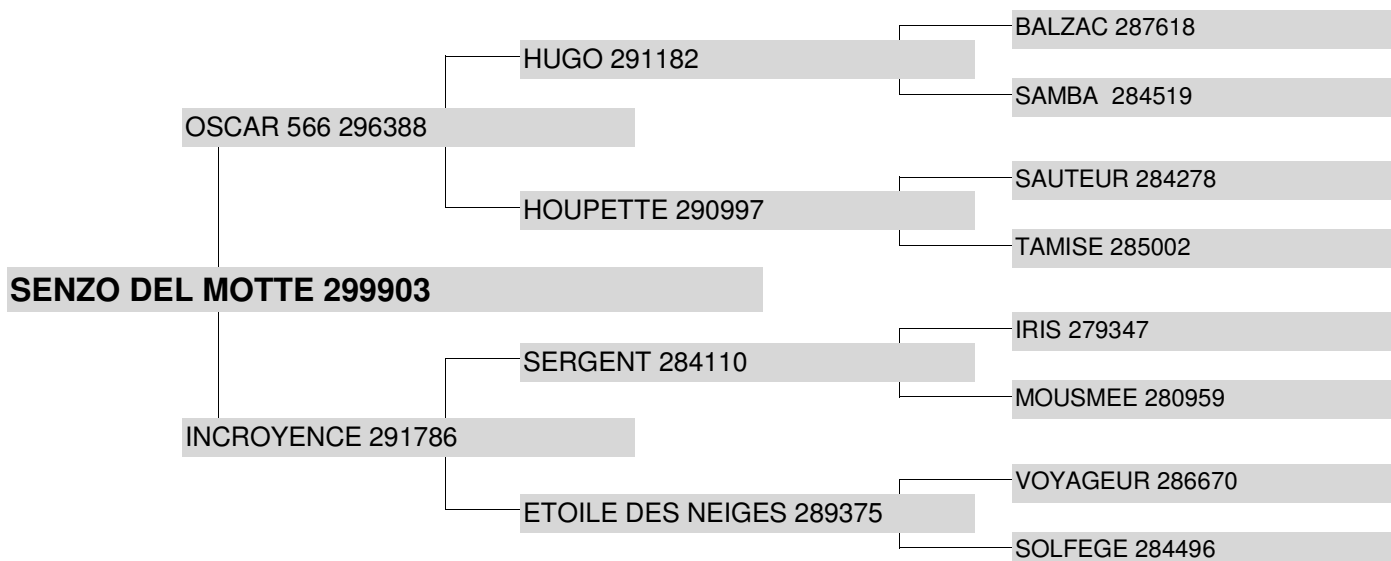 BALZAC 287618
HUGO 291182
SAMBA  284519
OSCAR 566 296388
SAUTEUR 284278
HOUPETTE 290997
TAMISE 285002
SENZO DEL MOTTE 299903
IRIS 279347
SERGENT 284110
MOUSMEE 280959
INCROYENCE 291786
VOYAGEUR 286670
ETOILE DES NEIGES 289375
SOLFEGE 284496